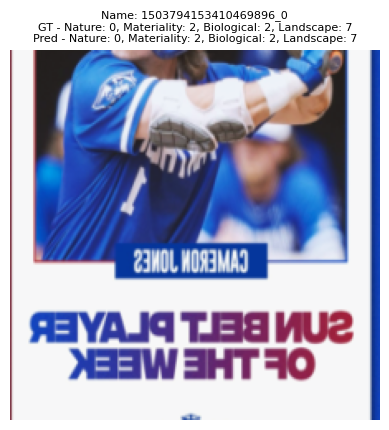 Name: 1503794153410469896_0
GT - Nature: 0, Materiality: 2, Biological: 2, Landscape: 7
Pred - Nature: 0, Materiality: 2, Biological: 2, Landscape: 7
1
CAMERON JONES
SUN BELT PLAYER
OF THE WEEK